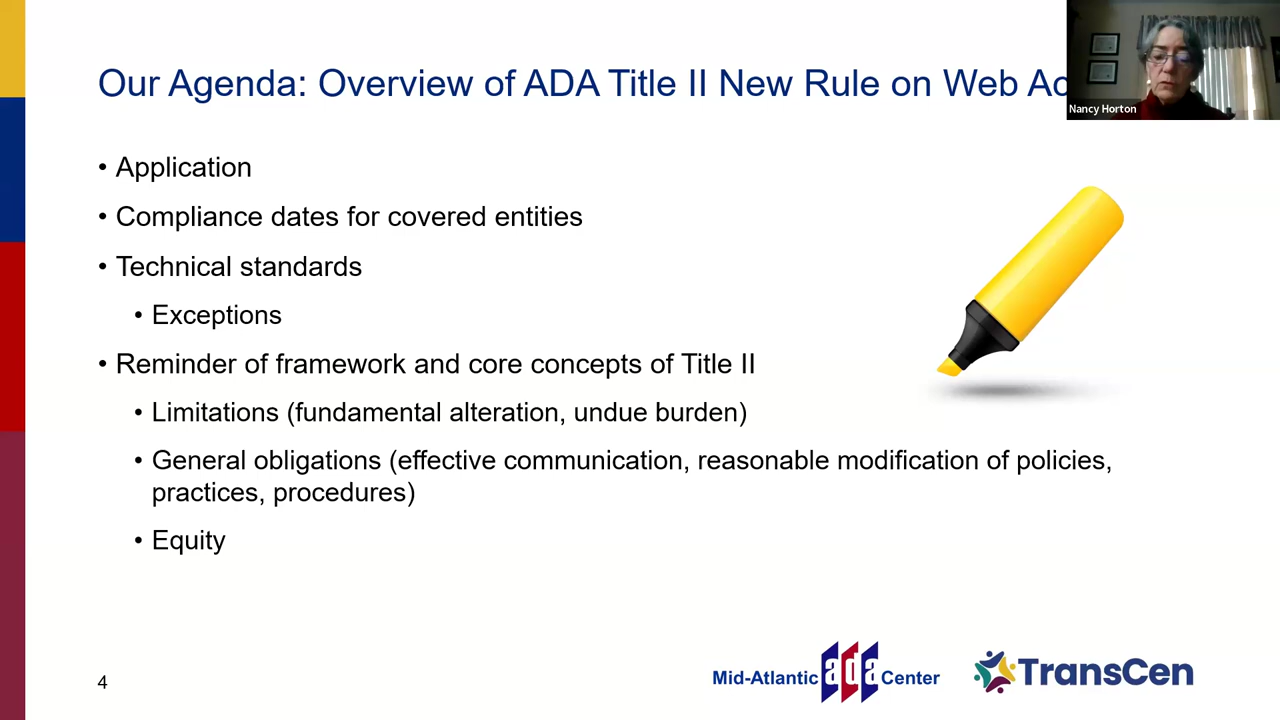 Our Agenda: Overview of ADA Title II New Rule on Web Ac
Nancy Horton
• Application
• Compliance dates for covered entities
• Technical standards
• Exceptions
• Reminder of framework and core concepts of Title II
• Limitations (fundamental alteration, undue burden)
• General obligations (effective communication, reasonable modification of policies,
practices, procedures)
• Equity
4
Mid-Atlantic ada Center
TransCen